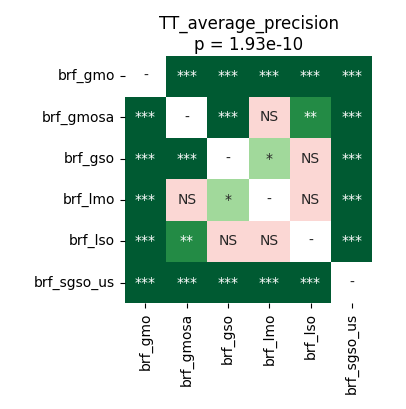 TT_average_precision
p = 1.93e-10
brf_gmo - *** *** *** *** ***
brf_gmosa *** - *** NS ** ***
brf_gso *** *** - * NS ***
brf_lmo *** NS * - NS ***
brf_lso *** ** NS NS - ***
brf_sgso_us *** *** *** *** *** -
brf_gmo
brf_gmosa
brf_gso
brf_lmo
brf_lso
brf_sgso_us